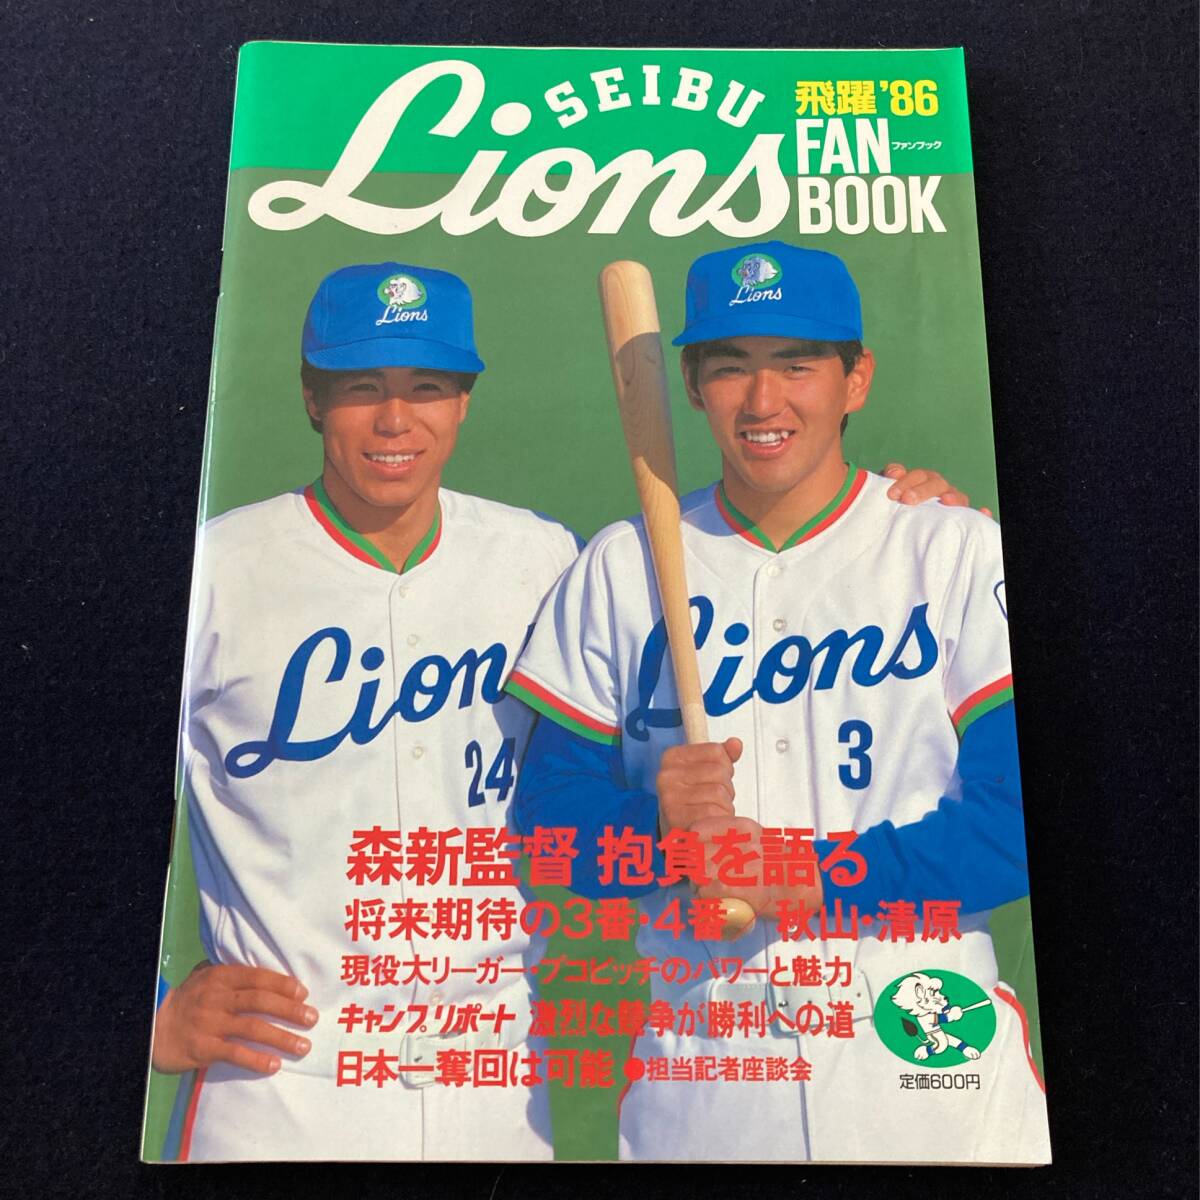 SEIBU
Lions
飛躍'86
FAN
ファンブック
BOOK
Lions
Lions
Lions
24
Lions
3
森新監督 抱負を語る
将来期待の3番・4番 秋山・清原
現役大リーガー・ブコビッチのパワーと魅力
キャンプリポート 激烈な競争が勝利への道
日本一奪回は可能●担当記者座談会
定価600円